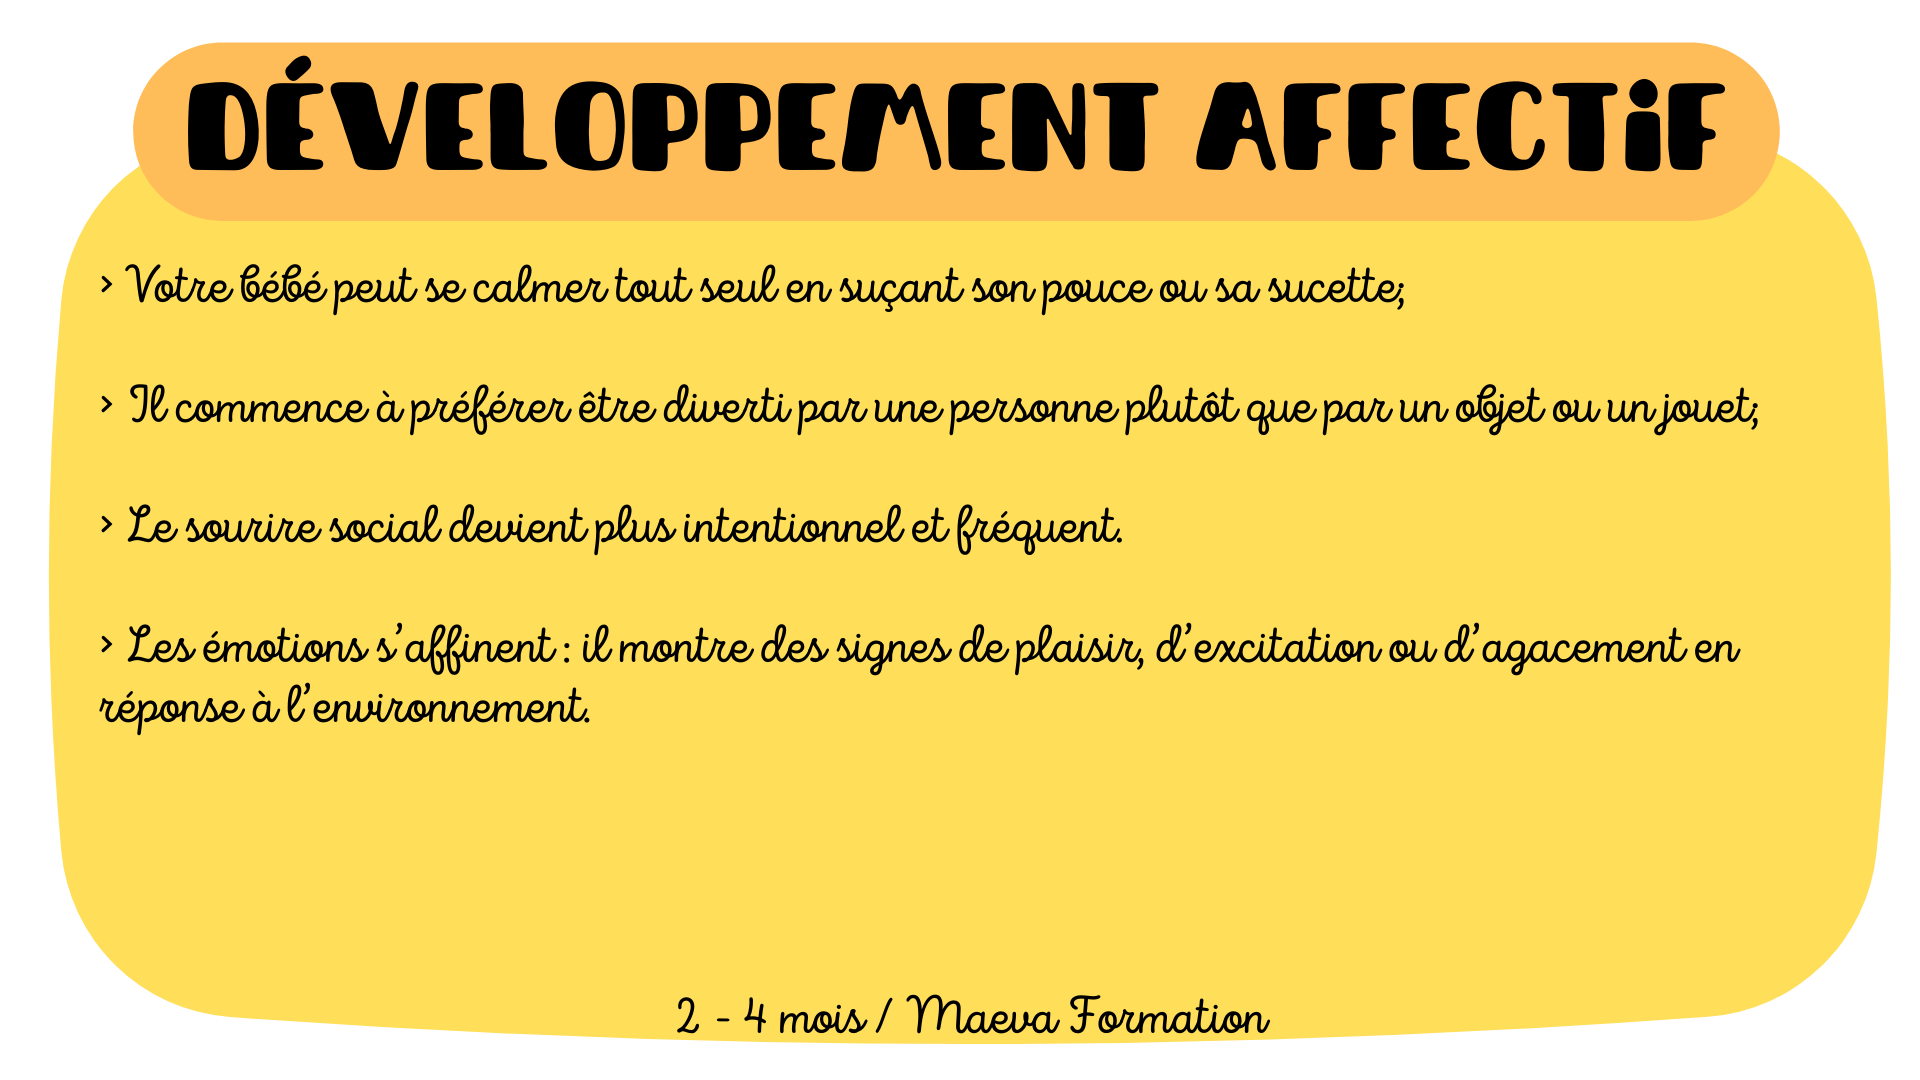 DÉVELOPPEMENT AFFECTIF
> Votre bébé peut se calmer tout seul en suçant son pouce ou sa sucette;
> Il commence à préférer être diverti par une personne plutôt que par un objet ou un jouet;
> Le sourire social devient plus intentionnel et fréquent.
> Les émotions s’affinent : il montre des signes de plaisir, d’excitation ou d’agacement en
réponse à l’environnement.
2 - 4 mois / Maeva Formation